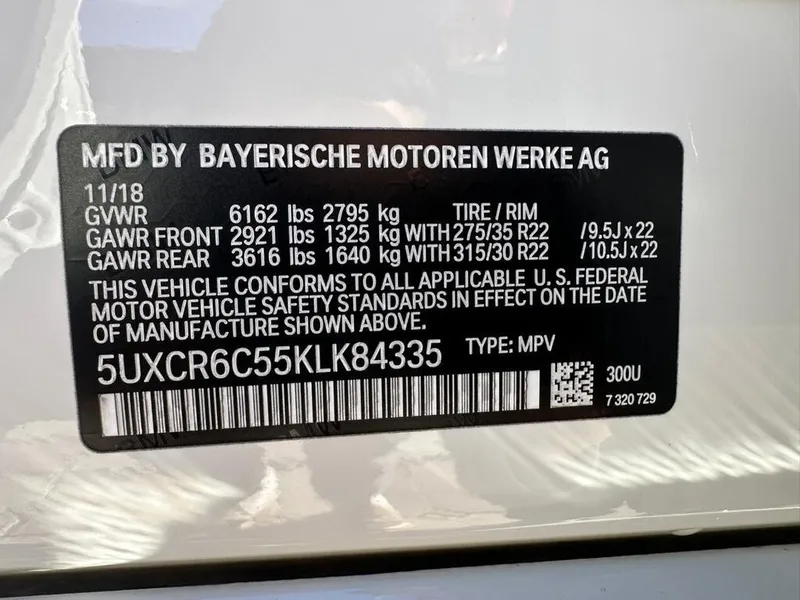 MFD BY BAYERISCHE MOTOREN WERKE AG
11/18
GVWR 6162 lbs 2795 kg TIRE / RIM
GAWR FRONT 2921 lbs 1325 kg WITH 275/35 R22 /9.5J x 22
GAWR REAR 3616 lbs 1640 kg WITH 315/30 R22 /10.5J x 22
THIS VEHICLE CONFORMS TO ALL APPLICABLE U.S. FEDERAL
MOTOR VEHICLE SAFETY STANDARDS IN EFFECT ON THE DATE
OF MANUFACTURE SHOWN ABOVE.
5UXCR6C55KLK84335 TYPE: MPV
300U
7 320 729